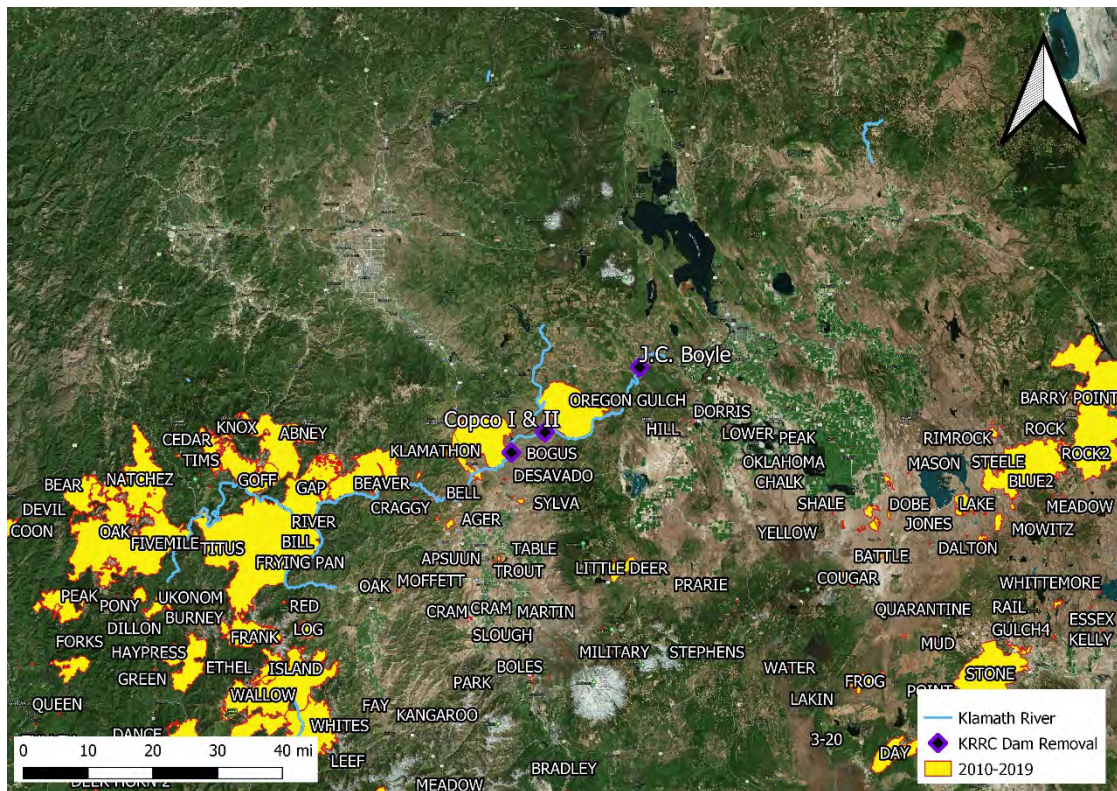 J.C. Boyle
OREGON GULCH
Copco I & II
DORRIS
BARRY POINT
KNOX
ABNEY
CEDAR
KLAMATHON
BOGUS
HILL
LOWER
PEAK
RIMROCK
ROCK
TIMS
GOFF
GAP
BEAVER
DESAVADO
OKLAHOMA
MASON
STEELE
ROCK2
BEAR
NATCHEZ
BELL
SYLVA
CHALK
BLUE2
DEVIL
CRAGGY
AGER
SHALE
DOBE
LAKE
MEADOW
COON
OAK
FIVEMILE
TITUS
RIVER
BILL
YELLOW
JONES
MOWITZ
FRYING PAN
APSUUN
TABLE
TROUT
LITTLE DEER
BATTLE
DALTON
OAK
MOFFETT
PRARIE
COUGAR
WHITTEMORE
PEAK
PONY
UKONOM
RED
CRAM
CRAM
MARTIN
QUARANTINE
RAIL
ESSEX
DILLON
BURNEY
LOG
SLOUGH
GULCH4
KELLY
FORKS
HAYPRESS
FRANK
MILITARY
STEPHENS
MUD
GREEN
ETHEL
ISLAND
BOLES
WATER
STONE
QUEEN
WALLOW
PARK
LAKIN
FROG
POINT
DANCE
WHITES
FAY
KANGAROO
LEEF
3-20
DAY
BRADLEY
MEADOW
0 10 20 30 40 mi
Klamath River
KRRC Dam Removal
2010-2019